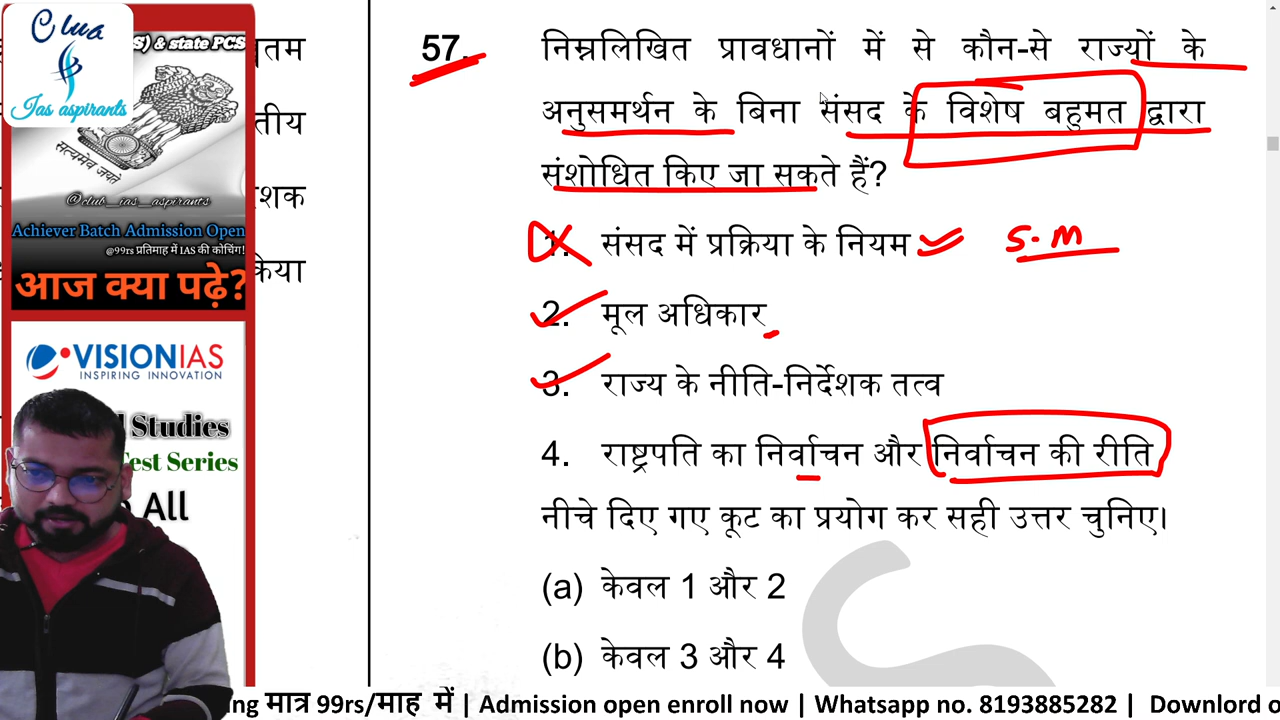 Club
Ias aspirants
S) & state PCS
सत्यमेव जयते
@club_ias_aspirants
Achiever Batch Admission Open
@99rs प्रतिमाह में IAS की कोचिंग!
आज क्या पढ़े?
VISIONIAS
INSPIRING INNOVATION
Studies
Test Series
All
तीय
57.
निम्नलिखित प्रावधानों में से कौन-से राज्यों के
अनुसमर्थन के बिना संसद के विशेष बहुमत द्वारा
संशोधित किए जा सकते हैं?
1. संसद में प्रक्रिया के नियम S.M
2. मूल अधिकार
3. राज्य के नीति-निर्देशक तत्व
4. राष्ट्रपति का निर्वाचन और निर्वाचन की रीति
नीचे दिए गए कूट का प्रयोग कर सही उत्तर चुनिए।
(a) केवल 1 और 2
(b) केवल 3 और 4
ng मात्र 99rs/माह में | Admission open enroll now | Whatsapp no. 8193885282 | Downlord o